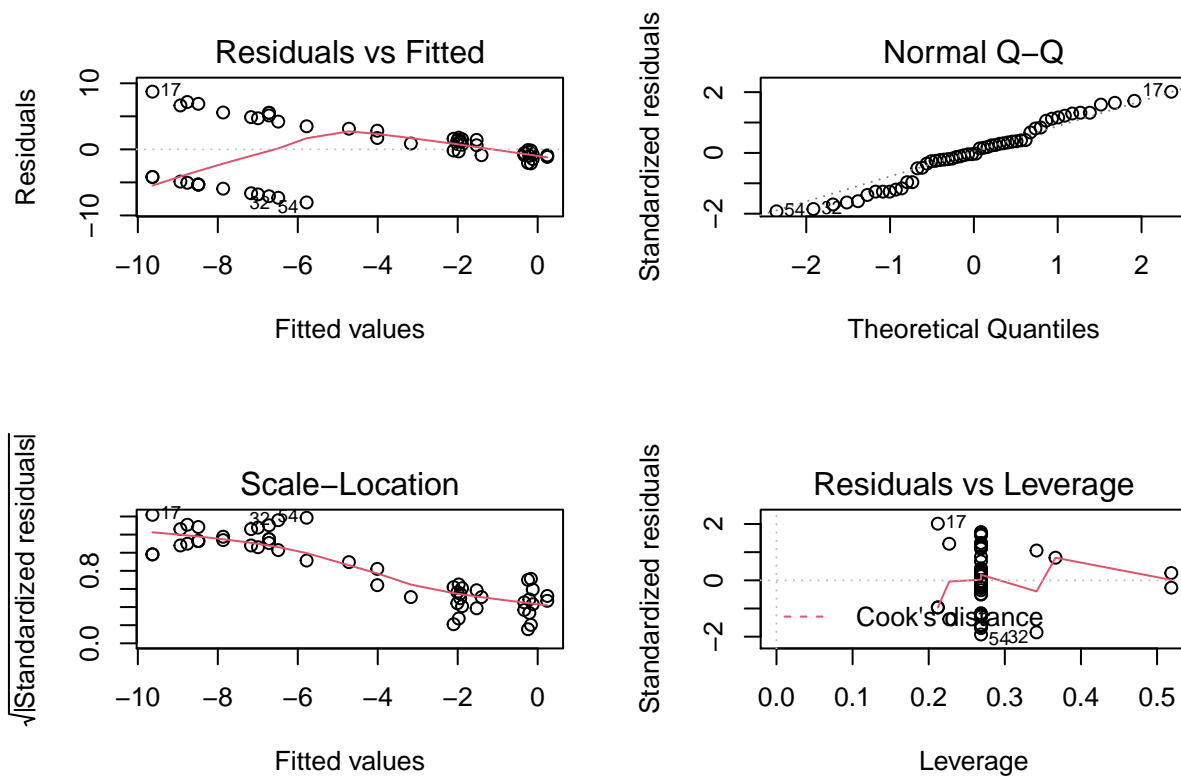 Residuals vs Fitted
Residuals
10
0
−10
17
32
54
−10 −8 −6 −4 −2 0
Fitted values
Normal Q−Q
Standardized residuals
2
0
−2
17
54
32
−2 −1 0 1 2
Theoretical Quantiles
Scale−Location
√|Standardized residuals|
0.8
0.0
17
32
54
−10 −8 −6 −4 −2 0
Fitted values
Residuals vs Leverage
Standardized residuals
2
0
−2
17
Cook's distance
54
32
0.0 0.1 0.2 0.3 0.4 0.5
Leverage